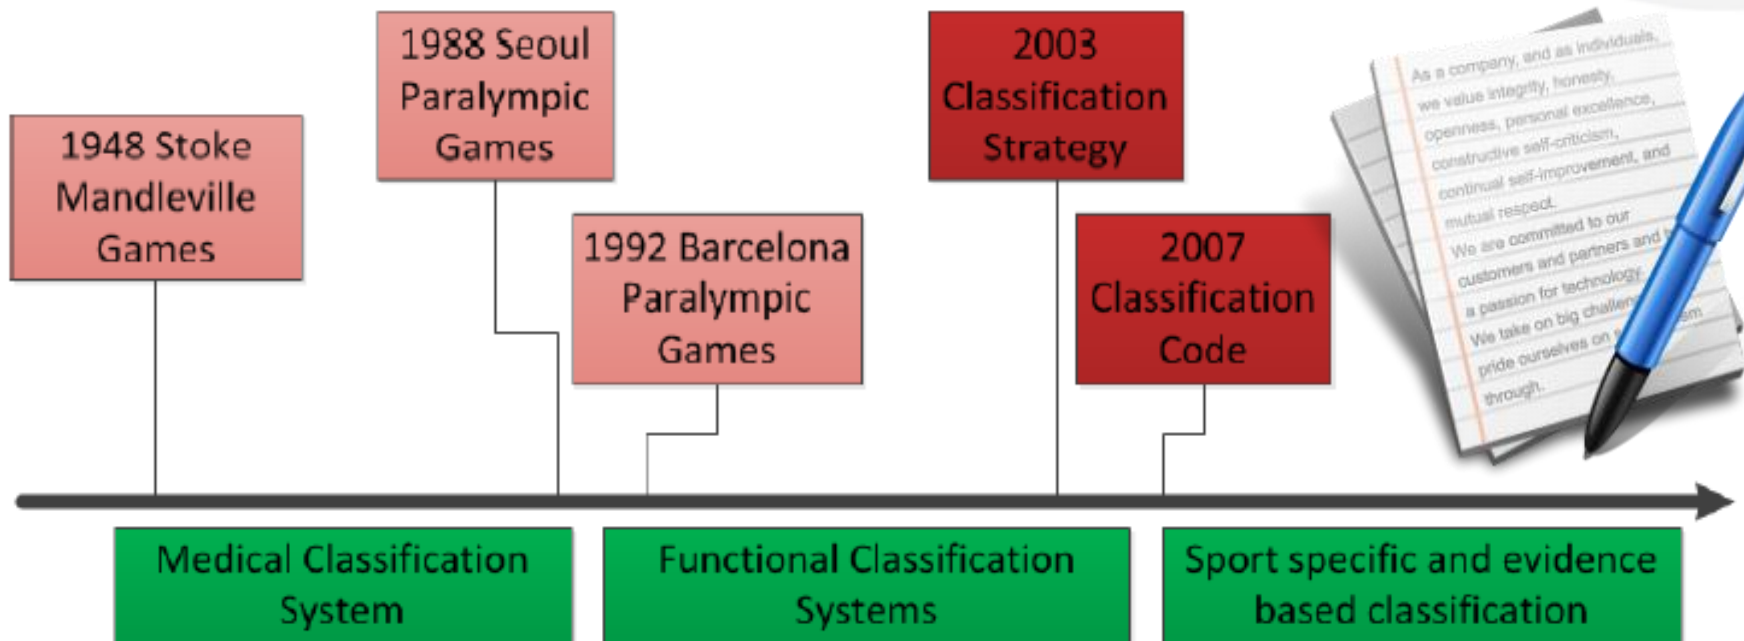 1948 Stoke
Mandleville
Games
1988 Seoul
Paralympic
Games
1992 Barcelona
Paralympic
Games
2003
Classification
Strategy
2007
Classification
Code
As a company, and as individuals,
we value integrity, honesty,
openness, personal excellence,
constructive self-criticism,
continual self-improvement, and
mutual respect.
We are committed to our
customers and partners and
a passion for technology.
We take on big
pride ourselves on
through.
Medical Classification
System
Functional Classification
Systems
Sport specific and evidence
based classification